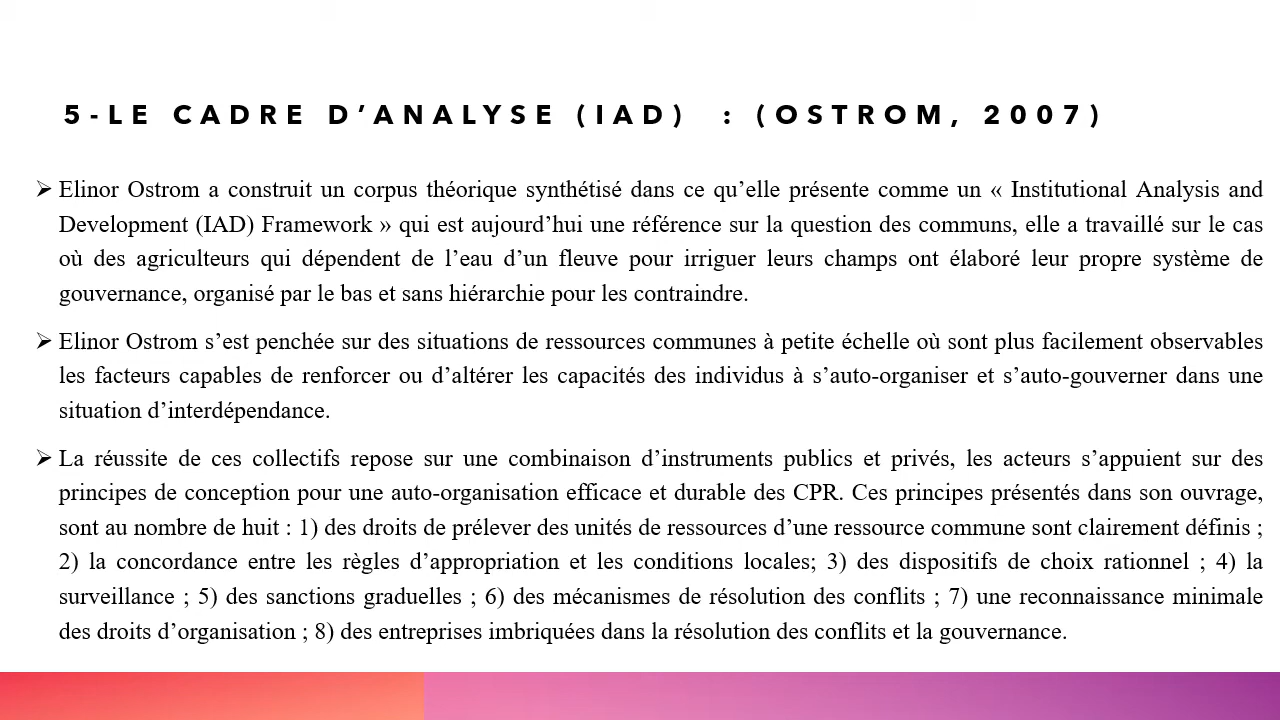 5-LE CADRE D’ANALYSE (IAD) : (OSTROM, 2007)
➢ Elinor Ostrom a construit un corpus théorique synthétisé dans ce qu’elle présente comme un « Institutional Analysis and
Development (IAD) Framework » qui est aujourd’hui une référence sur la question des communs, elle a travaillé sur le cas
où des agriculteurs qui dépendent de l’eau d’un fleuve pour irriguer leurs champs ont élaboré leur propre système de
gouvernance, organisé par le bas et sans hiérarchie pour les contraindre.
➢ Elinor Ostrom s’est penchée sur des situations de ressources communes à petite échelle où sont plus facilement observables
les facteurs capables de renforcer ou d’altérer les capacités des individus à s’auto-organiser et s’auto-gouverner dans une
situation d’interdépendance.
➢ La réussite de ces collectifs repose sur une combinaison d’instruments publics et privés, les acteurs s’appuient sur des
principes de conception pour une auto-organisation efficace et durable des CPR. Ces principes présentés dans son ouvrage,
sont au nombre de huit : 1) des droits de prélever des unités de ressources d’une ressource commune sont clairement définis ;
2) la concordance entre les règles d’appropriation et les conditions locales; 3) des dispositifs de choix rationnel ; 4) la
surveillance ; 5) des sanctions graduelles ; 6) des mécanismes de résolution des conflits ; 7) une reconnaissance minimale
des droits d’organisation ; 8) des entreprises imbriquées dans la résolution des conflits et la gouvernance.